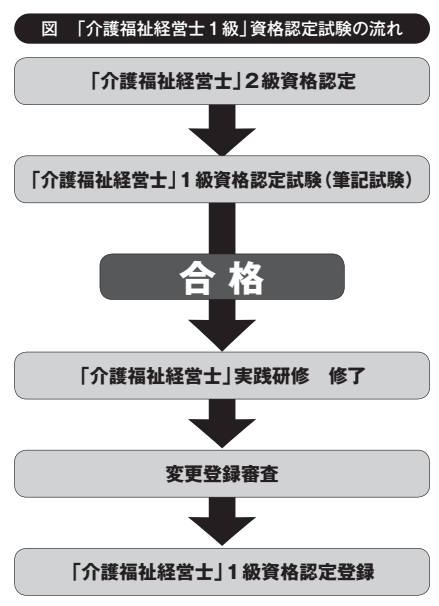 図　「介護福祉経営士1級」資格認定試験の流れ
「介護福祉経営士」2級資格認定
「介護福祉経営士」1級資格認定試験（筆記試験）
合格
「介護福祉経営士」実践研修　修了
変更登録審査
「介護福祉経営士」1級資格認定登録